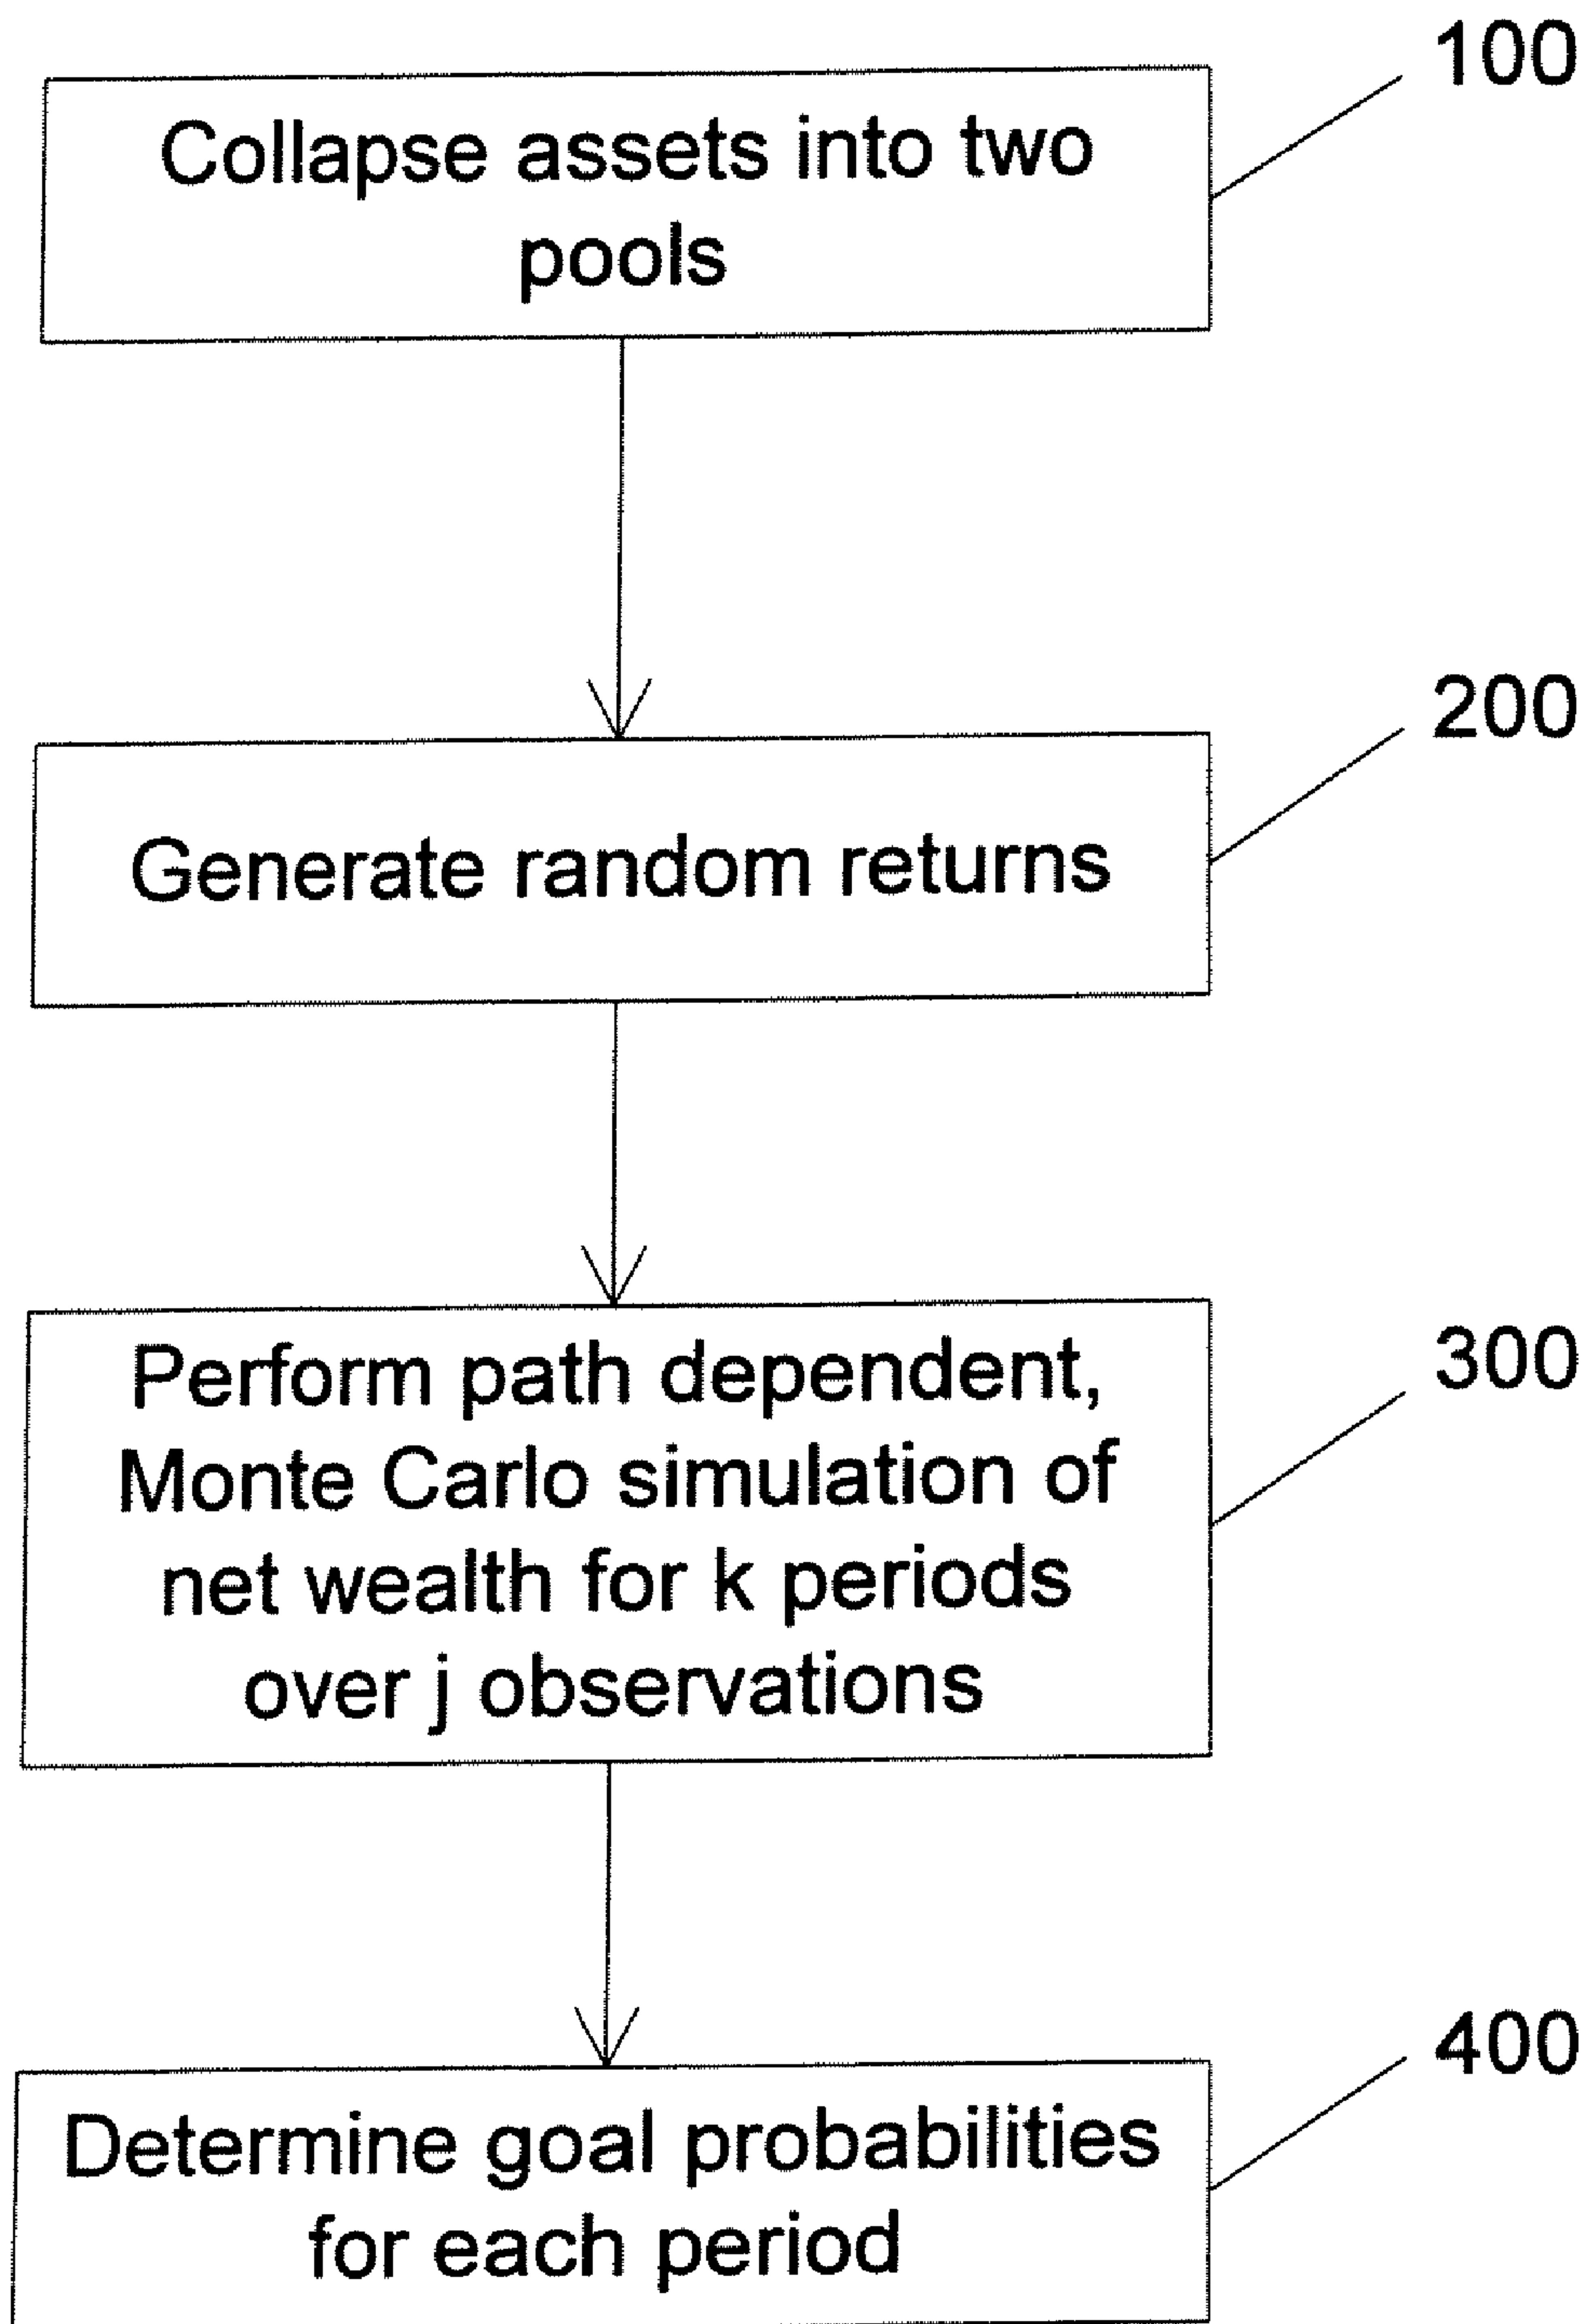 100
Collapse assets into two
pools
200
Generate random returns
300
Perform path dependent,
Monte Carlo simulation of
net wealth for k periods
over j observations
400
Determine goal probabilities
for each period